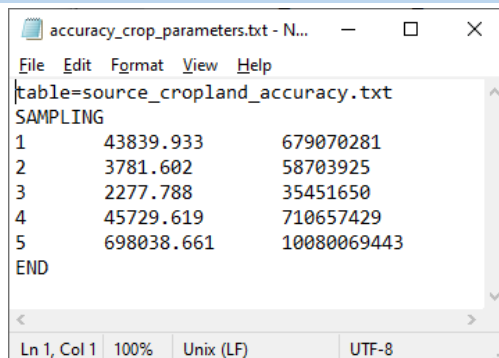 accuracy_crop_parameters.txt - N...
File Edit Format View Help
table=source_cropland_accuracy.txt
SAMPLING
1 43839.933 679070281
2 3781.602 58703925
3 2277.788 35451650
4 45729.619 710657429
5 698038.661 10080069443
END
Ln 1, Col 1 100% Unix (LF) UTF-8